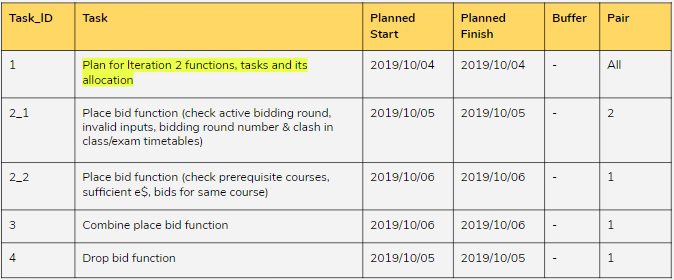 Task_ID Task Planned Start Planned Finish Buffer Pair
1 Plan for Iteration 2 functions, tasks and its allocation 2019/10/04 2019/10/04 - All
2_1 Place bid function (check active bidding round, invalid inputs, bidding round number & clash in class/exam timetables) 2019/10/05 2019/10/05 - 2
2_2 Place bid function (check prerequisite courses, sufficient e$, bids for same course) 2019/10/06 2019/10/06 - 1
3 Combine place bid function 2019/10/06 2019/10/06 - 1
4 Drop bid function 2019/10/05 2019/10/05 - 1